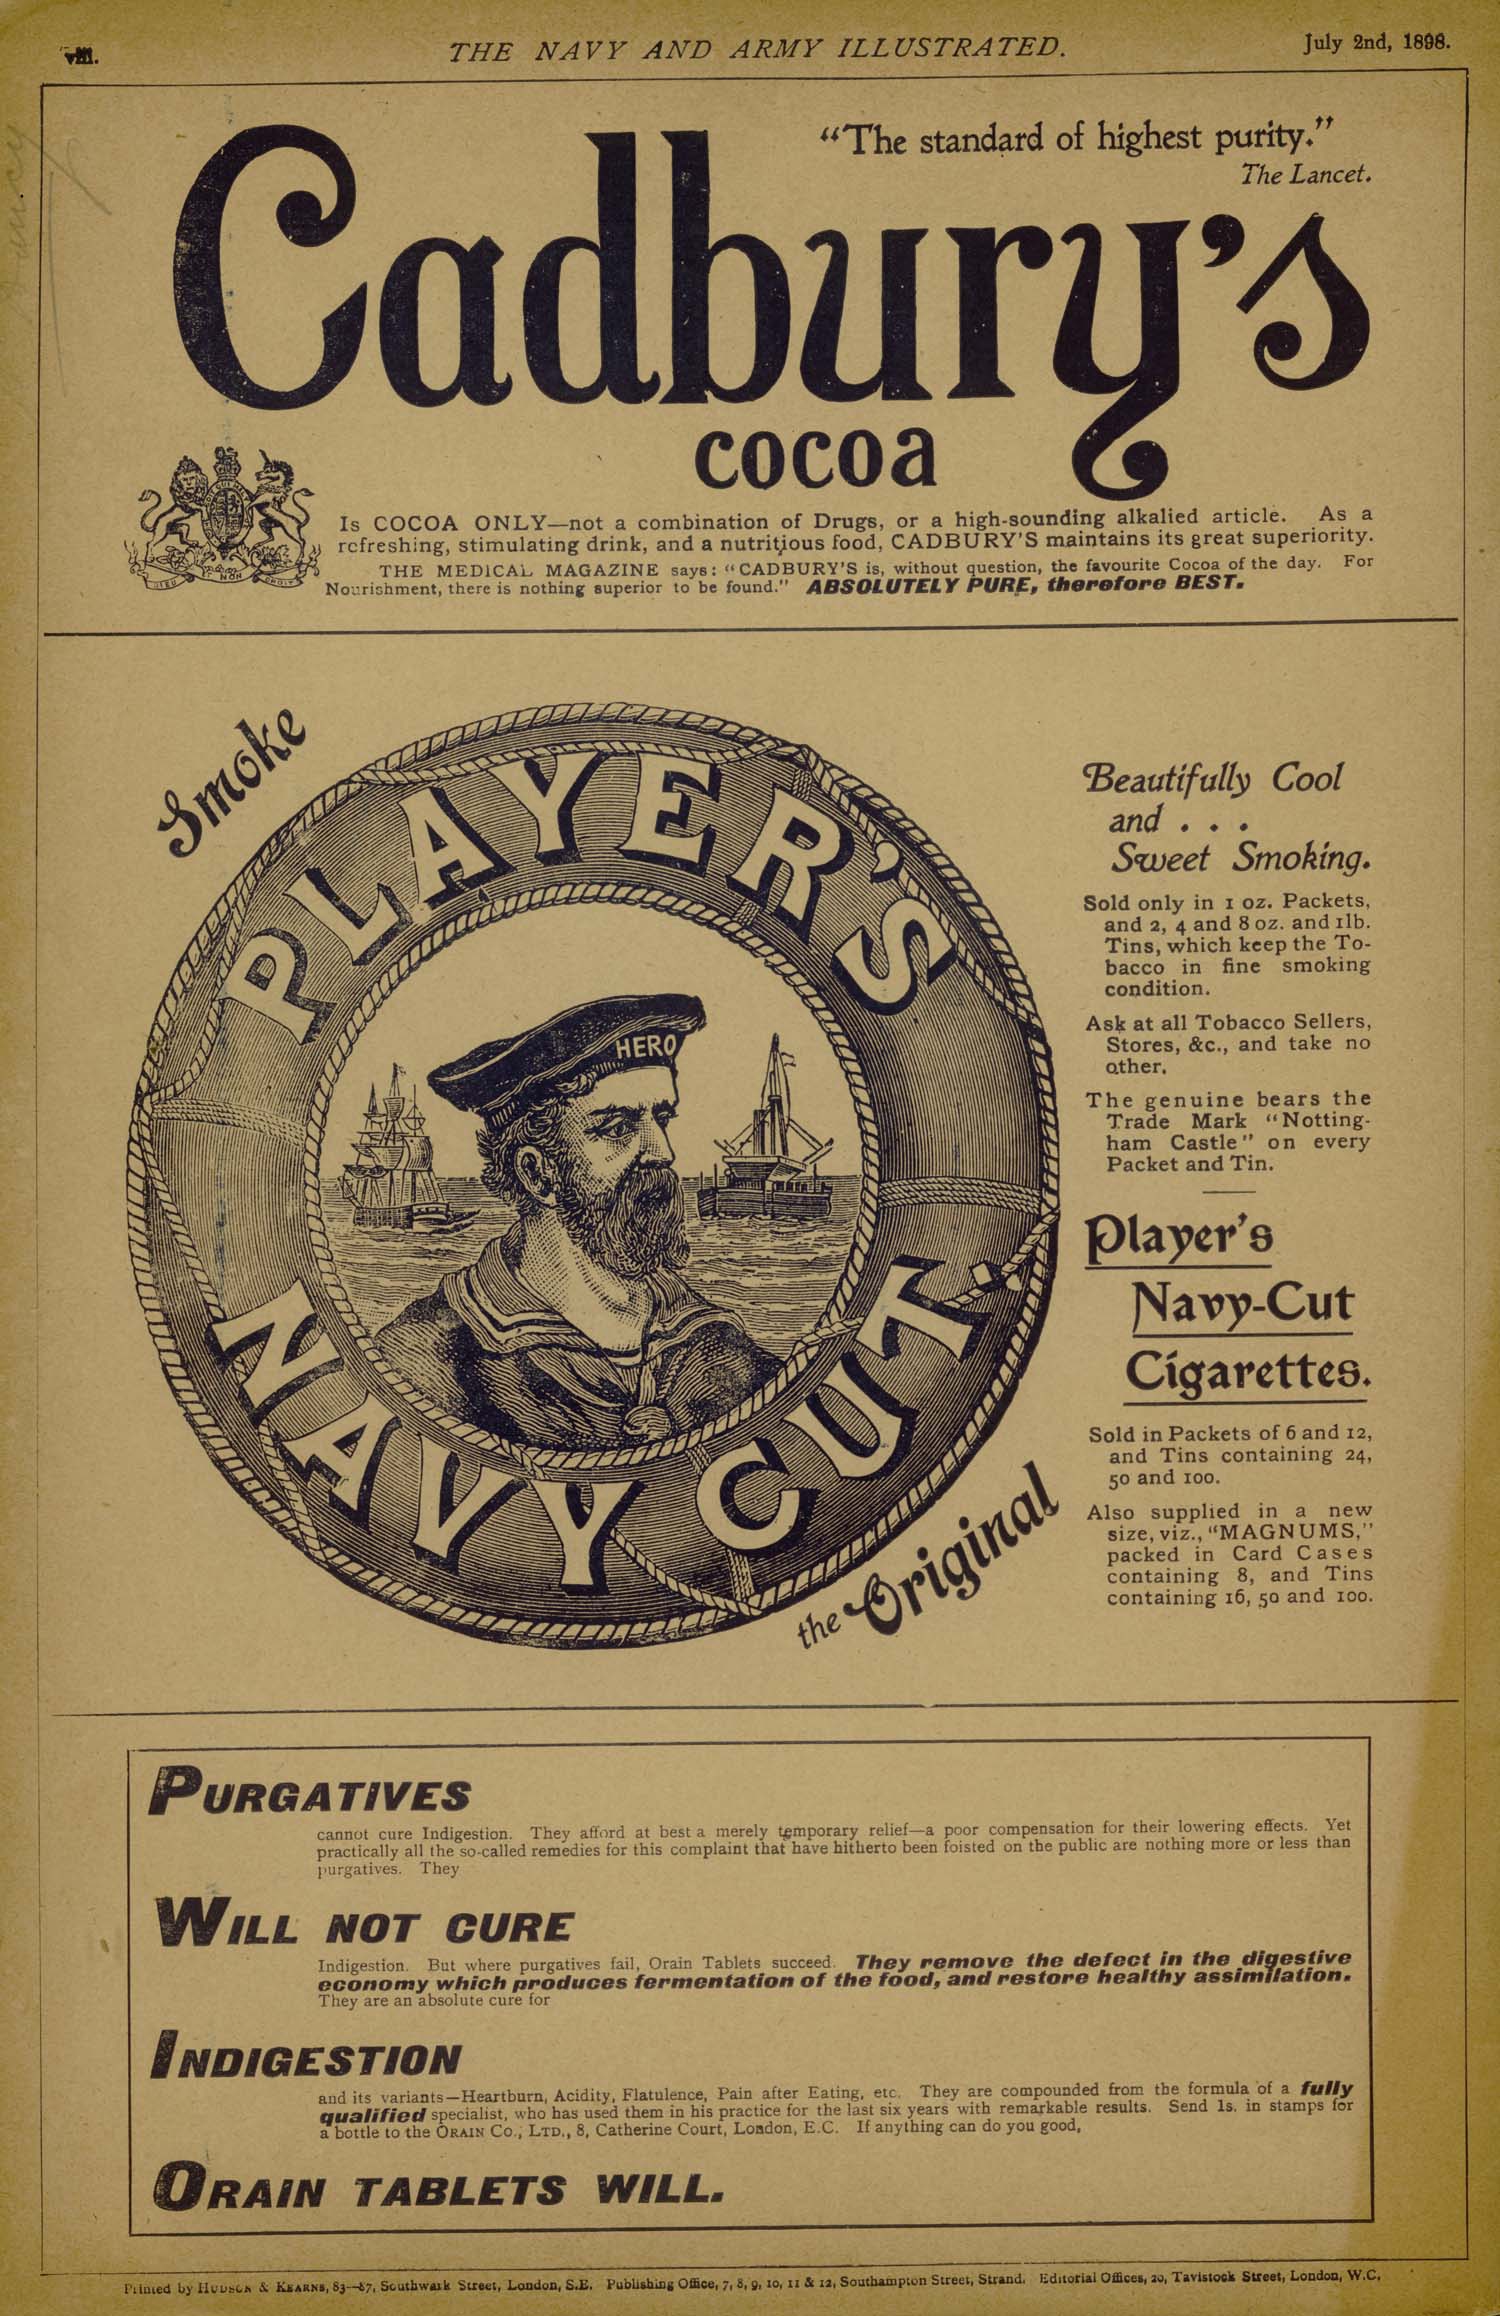 viii.
THE NAVY AND ARMY ILLUSTRATED.
July 2nd, 1898.
"The standard of highest purity."
The Lancet.
Cadbury's
cocoa
Is COCOA ONLY—not a combination of Drugs, or a high-sounding alkalied article. As a
refreshing, stimulating drink, and a nutritious food, CADBURY'S maintains its great superiority.
THE MEDICAL MAGAZINE says: "CADBURY'S is, without question, the favourite Cocoa of the day. For
Nourishment, there is nothing superior to be found." ABSOLUTELY PURE, therefore BEST.
Smoke
PLAYER'S
HERO
NAVY CUT.
the Original
Beautifully Cool
and . . .
Sweet Smoking.
Sold only in 1 oz. Packets,
and 2, 4 and 8 oz. and 1lb.
Tins, which keep the To-
bacco in fine smoking
condition.
Ask at all Tobacco Sellers,
Stores, &c., and take no
other.
The genuine bears the
Trade Mark "Notting-
ham Castle" on every
Packet and Tin.
Player's
Navy-Cut
Cigarettes.
Sold in Packets of 6 and 12,
and Tins containing 24,
50 and 100.
Also supplied in a new
size, viz., "MAGNUMS,"
packed in Card Cases
containing 8, and Tins
containing 16, 50 and 100.
PURGATIVES
cannot cure Indigestion. They afford at best a merely temporary relief—a poor compensation for their lowering effects. Yet
practically all the so-called remedies for this complaint that have hitherto been foisted on the public are nothing more or less than
purgatives. They
WILL NOT CURE
Indigestion. But where purgatives fail, Orain Tablets succeed. They remove the defect in the digestive
economy which produces fermentation of the food, and restore healthy assimilation.
They are an absolute cure for
INDIGESTION
and its variants—Heartburn, Acidity, Flatulence, Pain after Eating, etc. They are compounded from the formula of a fully
qualified specialist, who has used them in his practice for the last six years with remarkable results. Send 1s. in stamps for
a bottle to the ORAIN CO., LTD., 8, Catherine Court, London, E.C. If anything can do you good,
ORAIN TABLETS WILL.
Printed by HUDSON & KEARNS, 83—87, Southwark Street, London, S.E. Publishing Office, 7, 8, 9, 10, 11 & 12, Southampton Street, Strand. Editorial Offices, 20, Tavistock Street, London, W.C.